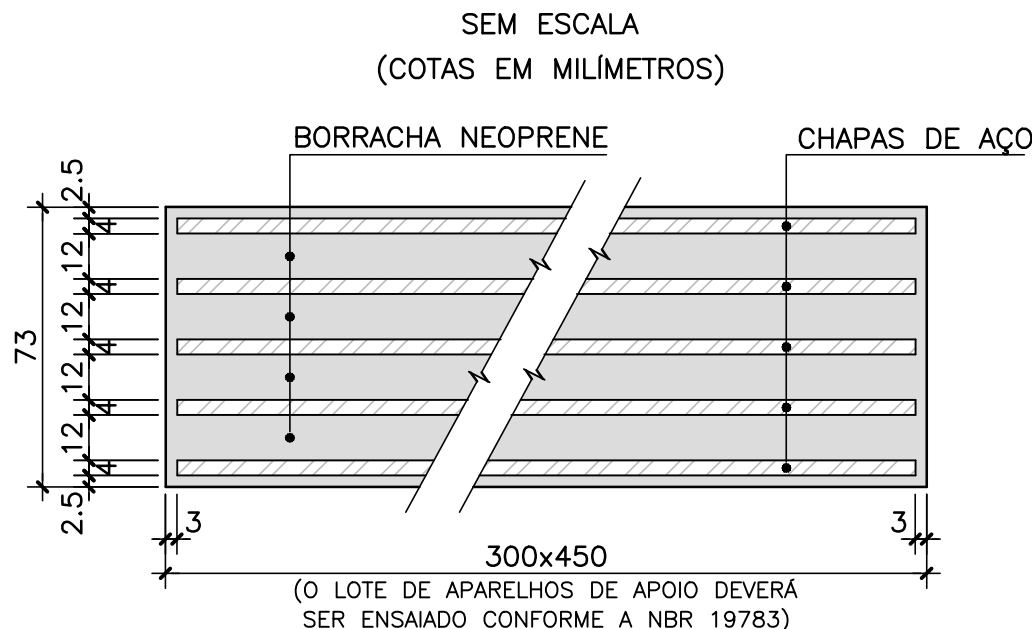 SEM ESCALA
(COTAS EM MILÍMETROS)
BORRACHA NEOPRENE
CHAPAS DE AÇO
2.5
4
12
4
12
4
12
4
12
4
2.5
73
3
3
300x450
(O LOTE DE APARELHOS DE APOIO DEVERÁ
SER ENSAIADO CONFORME A NBR 19783)